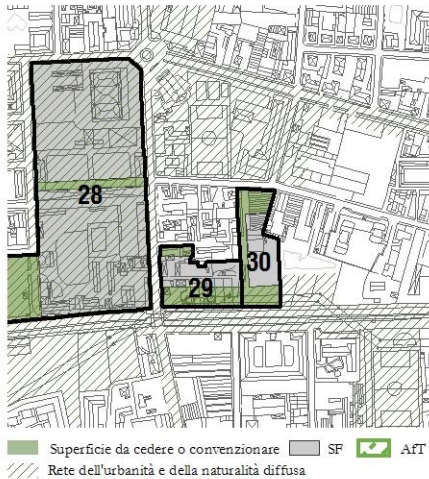 28
30
29
Superficie da cedere o convenzionare SF AfT
Rete dell'urbanità e della naturalità diffusa